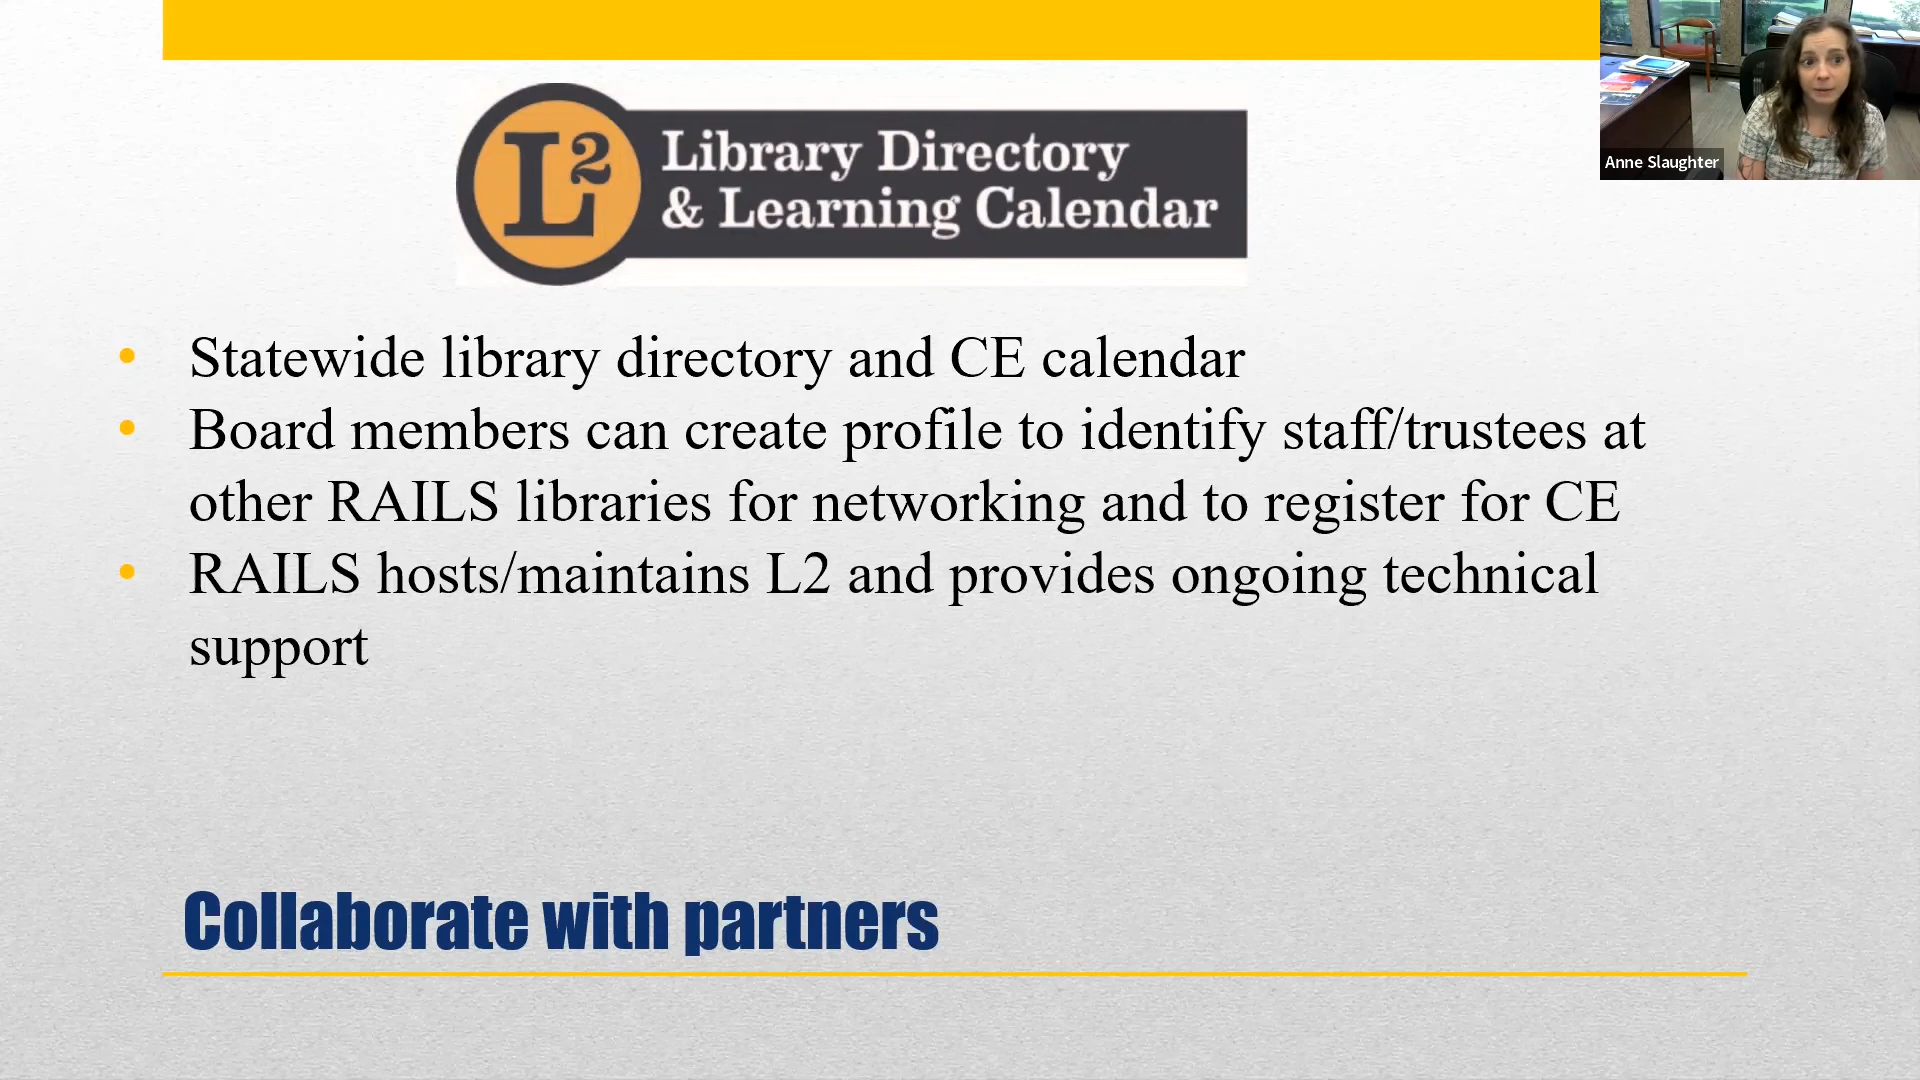 L2 Library Directory
& Learning Calendar
Anne Slaughter
• Statewide library directory and CE calendar
• Board members can create profile to identify staff/trustees at
other RAILS libraries for networking and to register for CE
• RAILS hosts/maintains L2 and provides ongoing technical
support
Collaborate with partners